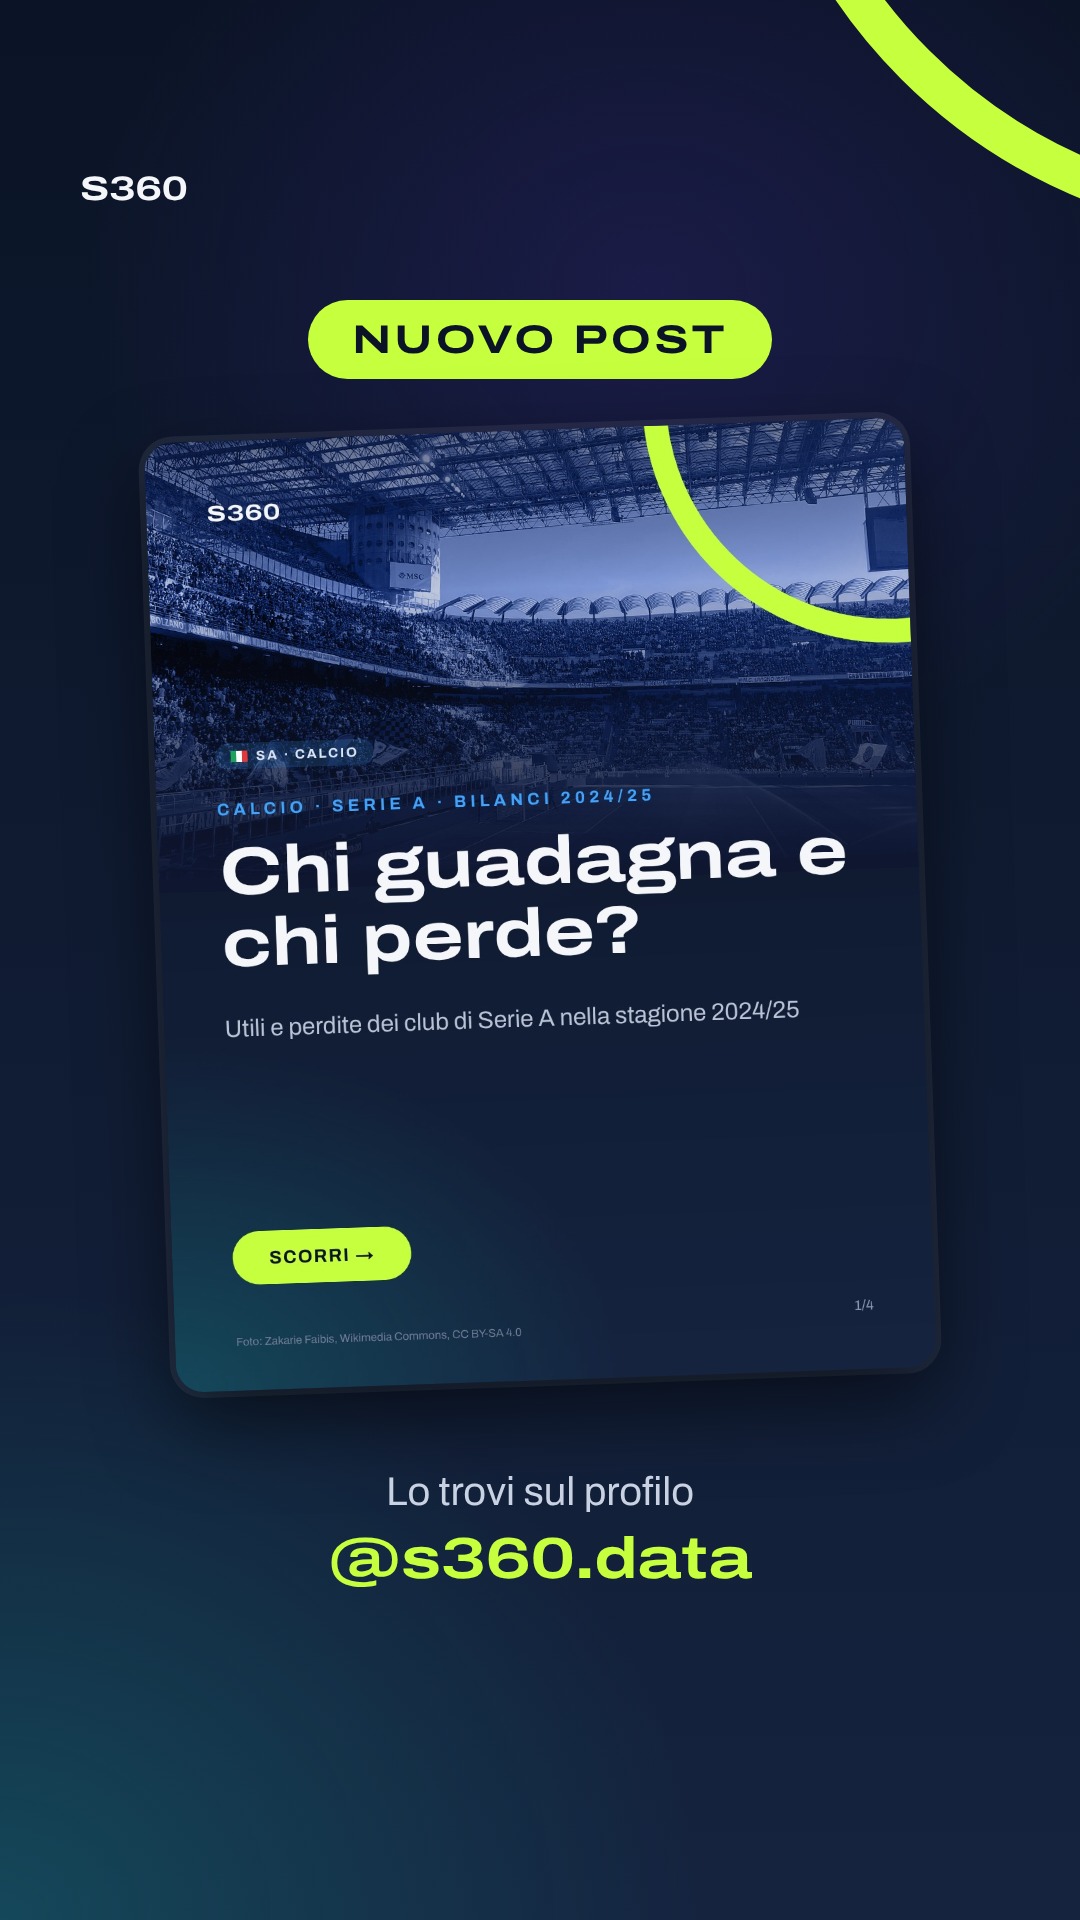 S360
NUOVO POST
S360
MSC
SA · CALCIO
CALCIO · SERIE A · BILANCI 2024/25
Chi guadagna e
chi perde?
Utili e perdite dei club di Serie A nella stagione 2024/25
SCORRI →
1/4
Foto: Zakarie Faibis, Wikimedia Commons, CC BY-SA 4.0
Lo trovi sul profilo
@s360.data